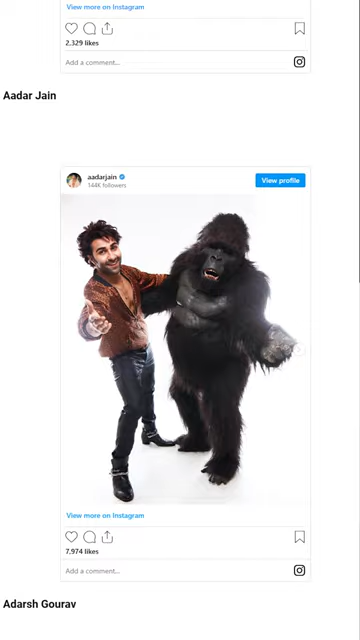 View more on Instagram
2,329 likes
Add a comment...
Aadar Jain
aadarjain
144K followers
View profile
View more on Instagram
7,974 likes
Add a comment...
Adarsh Gourav